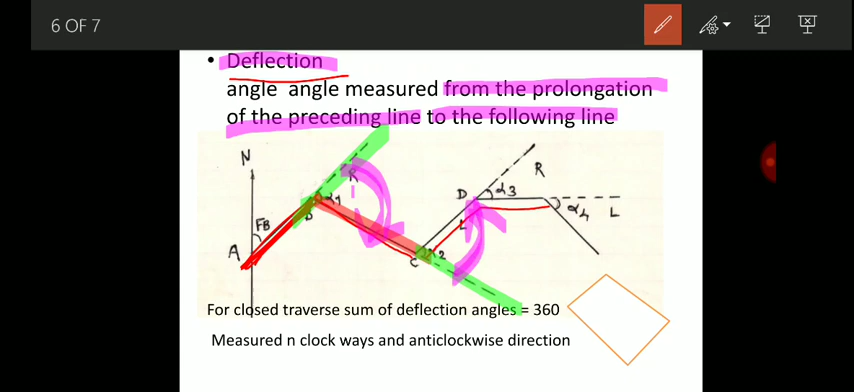 6 OF 7
• Deflection
angle angle measured from the prolongation
of the preceding line to the following line
N
R
D
R
α3
FB
α1
B
L
α4
L
A
C
α2
For closed traverse sum of deflection angles = 360
Measured n clock ways and anticlockwise direction